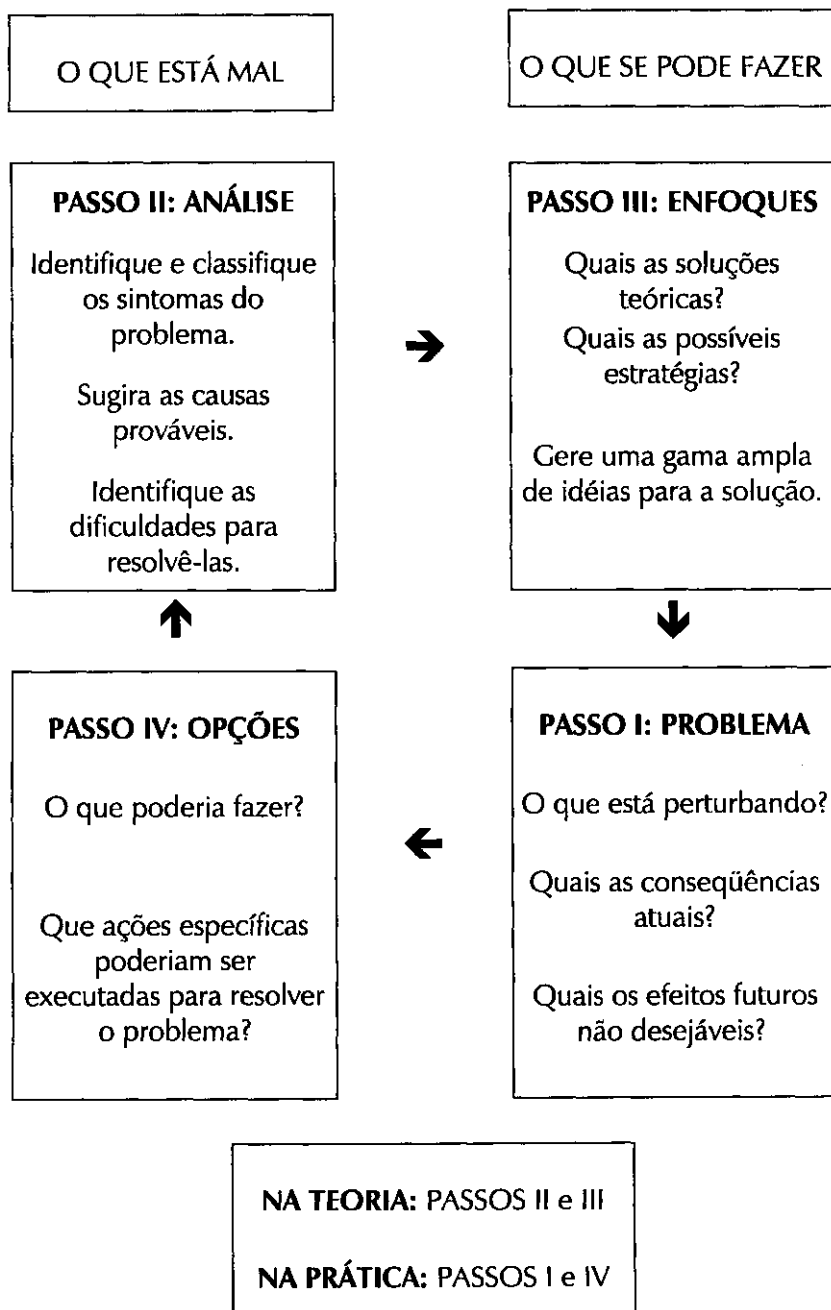 O QUE ESTÁ MAL
O QUE SE PODE FAZER
PASSO II: ANÁLISE
Identifique e classifique
os sintomas do
problema.
Sugira as causas
prováveis.
Identifique as
dificuldades para
resolvê-las.
PASSO III: ENFOQUES
Quais as soluções
teóricas?
Quais as possíveis
estratégias?
Gere uma gama ampla
de idéias para a solução.
PASSO IV: OPÇÕES
O que poderia fazer?
Que ações específicas
poderiam ser
executadas para resolver
o problema?
PASSO I: PROBLEMA
O que está perturbando?
Quais as conseqüências
atuais?
Quais os efeitos futuros
não desejáveis?
NA TEORIA: PASSOS II e III
NA PRÁTICA: PASSOS I e IV